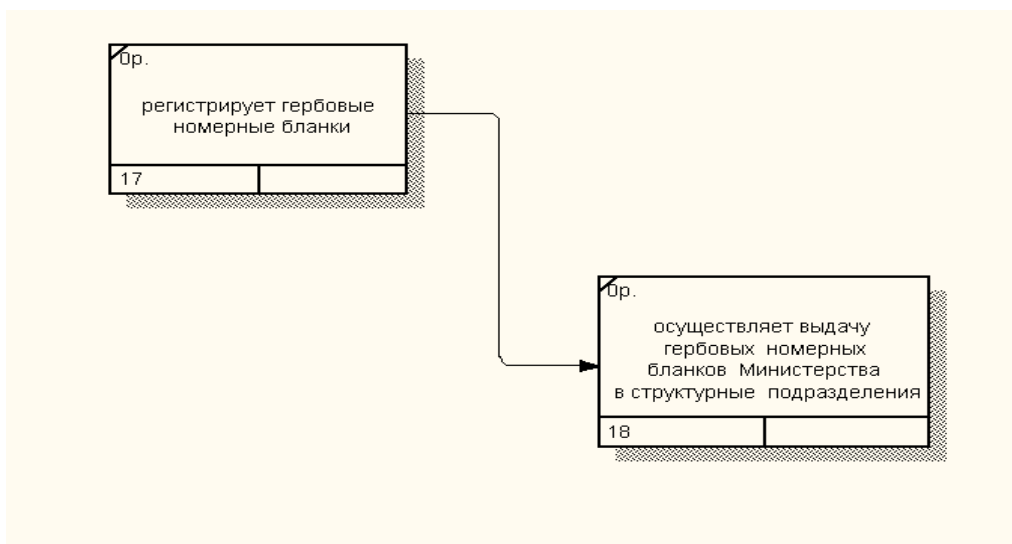 0р.
регистрирует гербовые
номерные бланки
17
0р.
осуществляет выдачу
гербовых номерных
бланков Министерства
в структурные подразделения
18